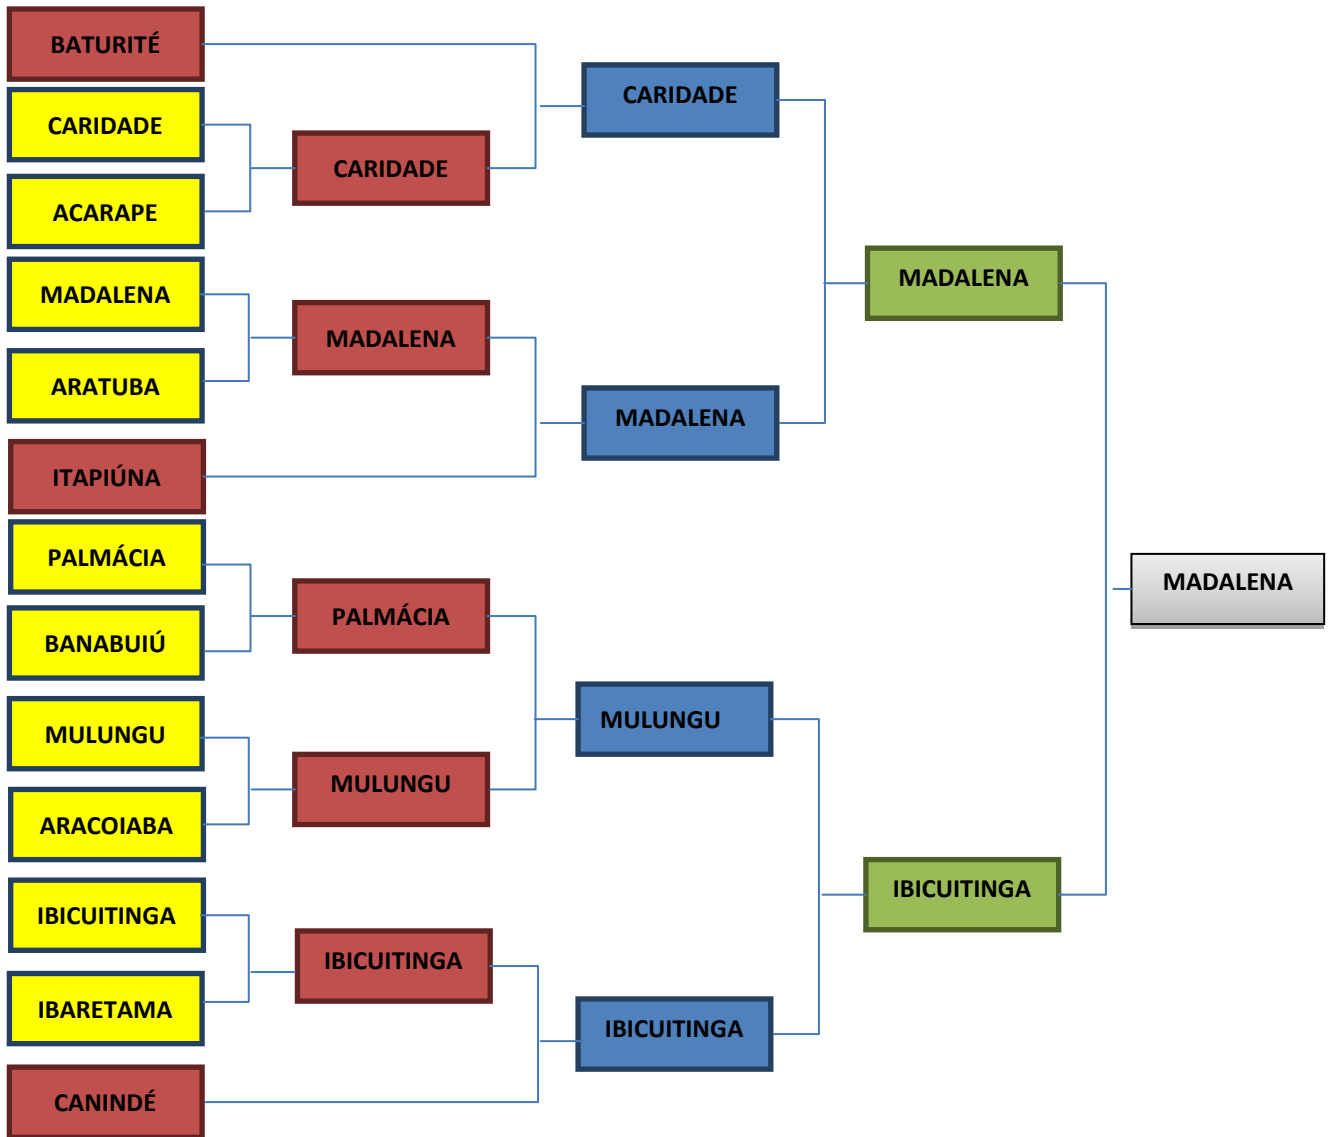 BATURITÉ
CARIDADE
ACARAPE
MADALENA
ARATUBA
ITAPIÚNA
PALMÁCIA
BANABUIÚ
MULUNGU
ARACOIABA
IBICUITINGA
IBARETAMA
CANINDÉ
CARIDADE
MADALENA
PALMÁCIA
MULUNGU
IBICUITINGA
CARIDADE
MADALENA
MULUNGU
IBICUITINGA
MADALENA
IBICUITINGA
MADALENA